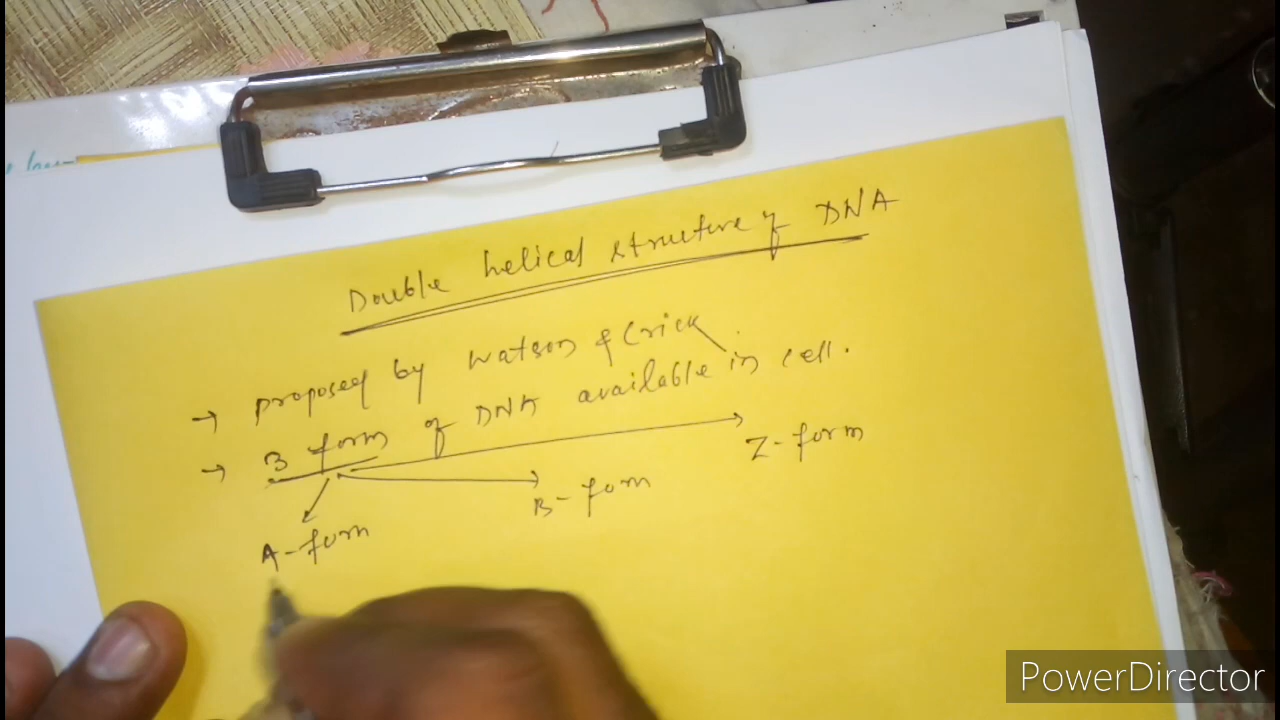 Double helical structure of DNA
→ proposed by Watson & Crick
→ 3 form of DNA available in cell.
A-form
B-form
Z-form
PowerDirector